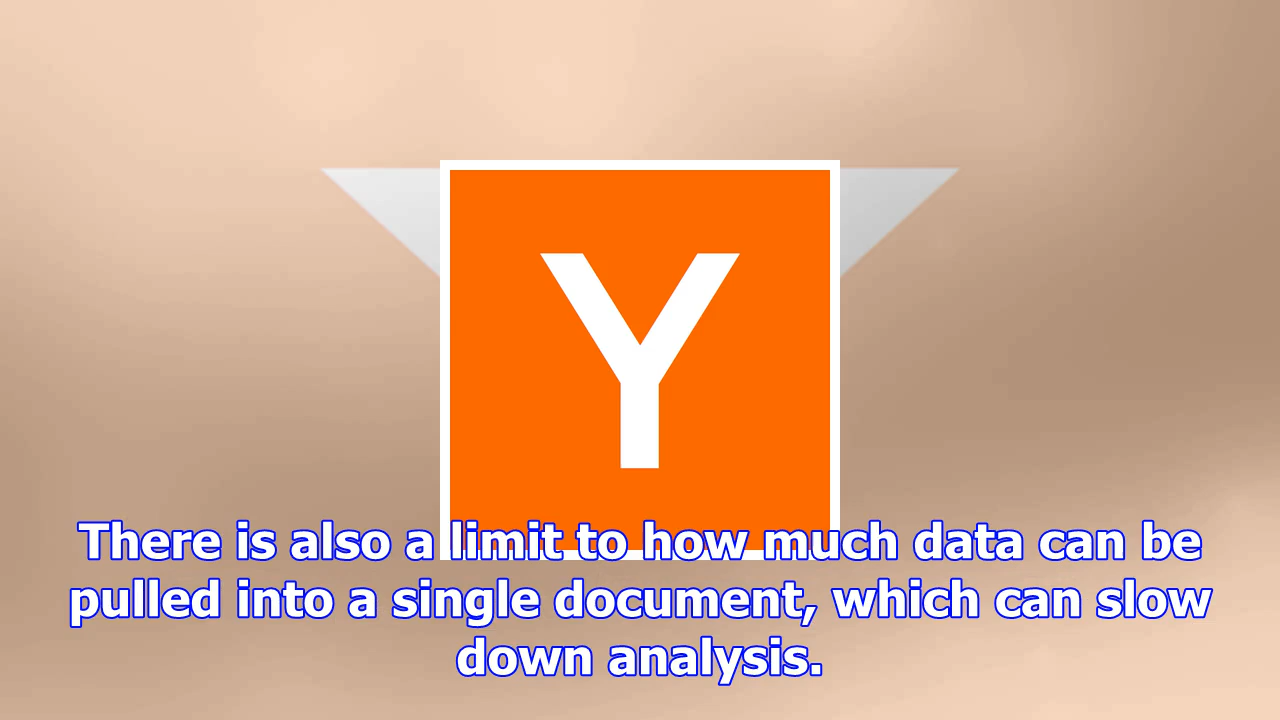 Y
There is also a limit to how much data can be
pulled into a single document, which can slow
down analysis.